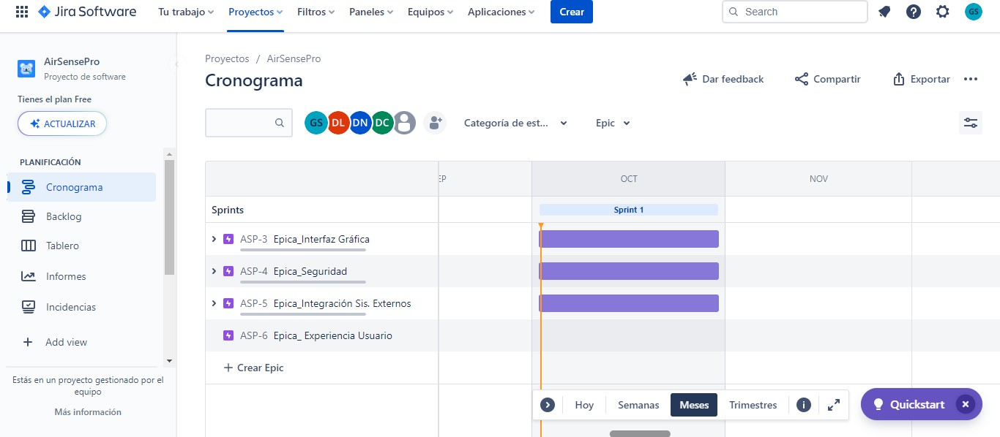 Jira Software
Tu trabajo
Proyectos
Filtros
Paneles
Equipos
Aplicaciones
Crear
Search
GS
AirSensePro
Proyecto de software
Tienes el plan Free
ACTUALIZAR
PLANIFICACIÓN
Cronograma
Backlog
Tablero
Informes
Incidencias
Add view
Estás en un proyecto gestionado por el
equipo
Más información
Proyectos / AirSensePro
Cronograma
Dar feedback
Compartir
Exportar
GS DL DN DC
Categoría de est...
Epic
EP
OCT
NOV
Sprints
Sprint 1
ASP-3 Epica_Interfaz Gráfica
ASP-4 Epica_Seguridad
ASP-5 Epica_Integración Sis. Externos
ASP-6 Epica_ Experiencia Usuario
+ Crear Epic
Hoy
Semanas
Meses
Trimestres
Quickstart